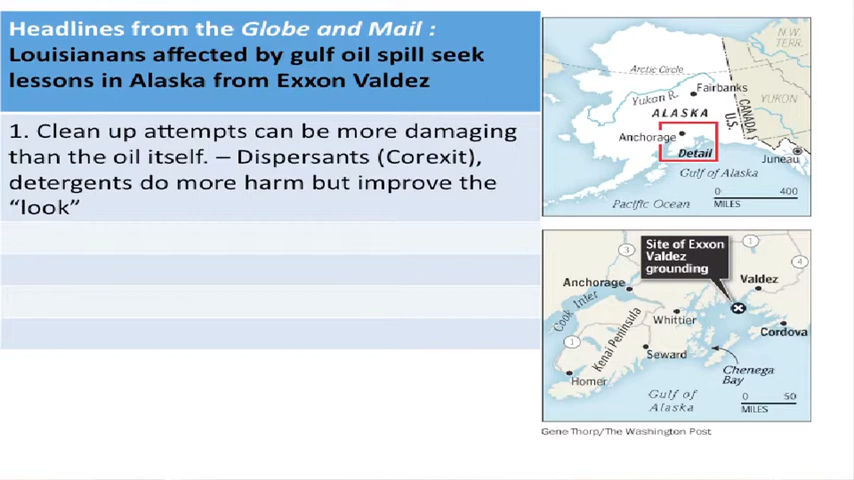 Headlines from the Globe and Mail :
Louisianans affected by gulf oil spill seek
lessons in Alaska from Exxon Valdez
1. Clean up attempts can be more damaging
than the oil itself. – Dispersants (Corexit),
detergents do more harm but improve the
“look”
N.W.
TERR.
Arctic Circle
Fairbanks
Yukon R.
YUKON
ALASKA
CANADA
U.S.
Anchorage
Detail
Juneau
Gulf of Alaska
0 400
MILES
Pacific Ocean
Site of Exxon
Valdez
grounding
3
1
4
Anchorage
Valdez
Cook Inlet
Whittier
Cordova
Kenai Peninsula
1
Seward
Chenega
Bay
Homer
Gulf of
Alaska
0 50
MILES
Gene Thorp/The Washington Post